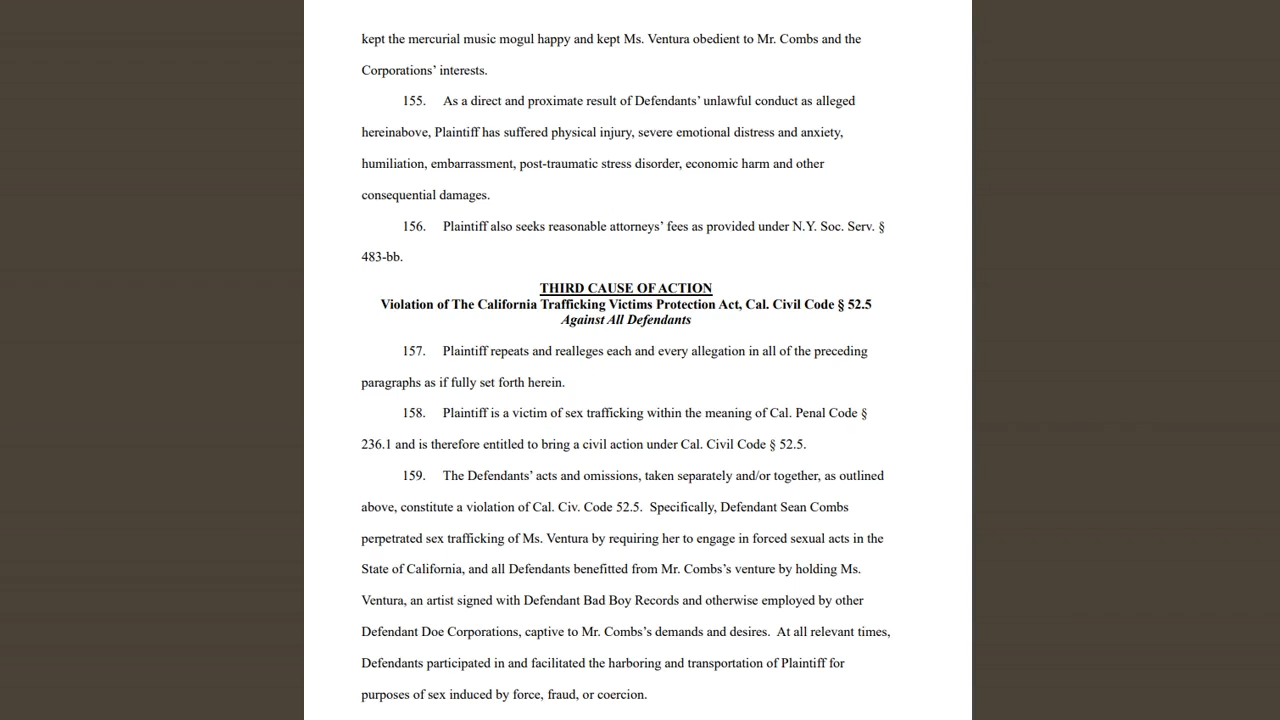 kept the mercurial music mogul happy and kept Ms. Ventura obedient to Mr. Combs and the
Corporations’ interests.
155. As a direct and proximate result of Defendants’ unlawful conduct as alleged
hereinabove, Plaintiff has suffered physical injury, severe emotional distress and anxiety,
humiliation, embarrassment, post-traumatic stress disorder, economic harm and other
consequential damages.
156. Plaintiff also seeks reasonable attorneys’ fees as provided under N.Y. Soc. Serv. §
483-bb.
THIRD CAUSE OF ACTION
Violation of The California Trafficking Victims Protection Act, Cal. Civil Code § 52.5
Against All Defendants
157. Plaintiff repeats and realleges each and every allegation in all of the preceding
paragraphs as if fully set forth herein.
158. Plaintiff is a victim of sex trafficking within the meaning of Cal. Penal Code §
236.1 and is therefore entitled to bring a civil action under Cal. Civil Code § 52.5.
159. The Defendants’ acts and omissions, taken separately and/or together, as outlined
above, constitute a violation of Cal. Civ. Code 52.5. Specifically, Defendant Sean Combs
perpetrated sex trafficking of Ms. Ventura by requiring her to engage in forced sexual acts in the
State of California, and all Defendants benefitted from Mr. Combs’s venture by holding Ms.
Ventura, an artist signed with Defendant Bad Boy Records and otherwise employed by other
Defendant Doe Corporations, captive to Mr. Combs’s demands and desires. At all relevant times,
Defendants participated in and facilitated the harboring and transportation of Plaintiff for
purposes of sex induced by force, fraud, or coercion.